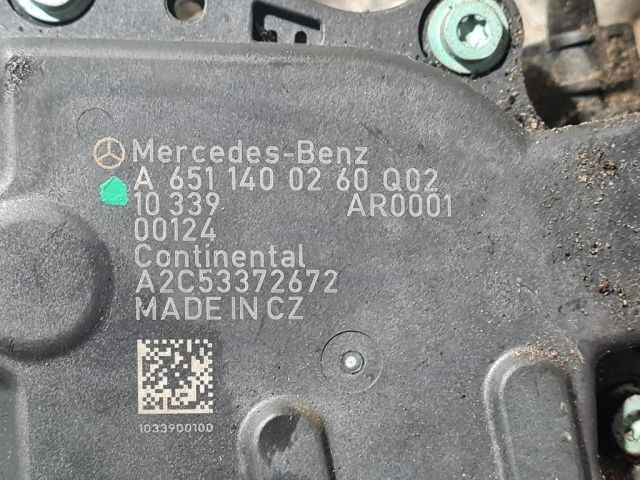 Mercedes-Benz
A 651 140 02 60 Q02
10 339 AR0001
00124
Continental
A2C53372672
MADE IN CZ
1033900100